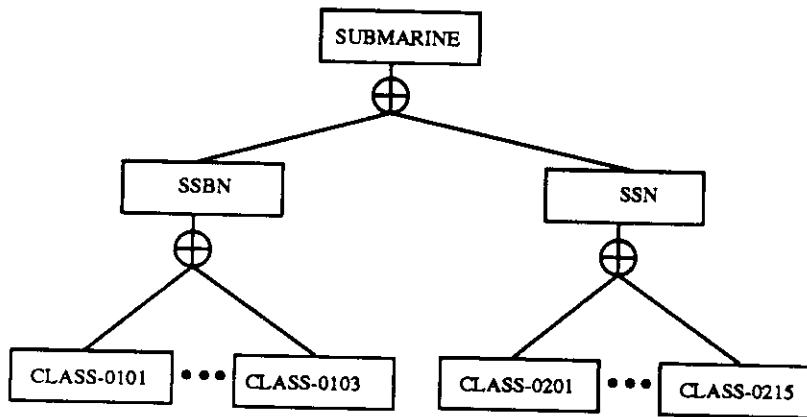 SUBMARINE
SSBN
SSN
CLASS-0101 ••• CLASS-0103
CLASS-0201 ••• CLASS-0215